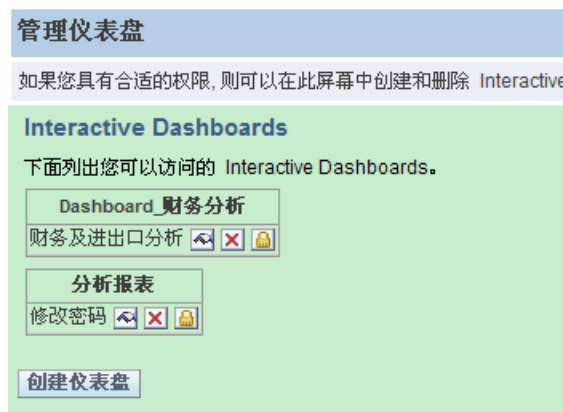 管理仪表盘
如果您具有合适的权限,则可以在此屏幕中创建和删除 Interactive
Interactive Dashboards
下面列出您可以访问的 Interactive Dashboards。
Dashboard_财务分析
财务及进出口分析
分析报表
修改密码
创建仪表盘